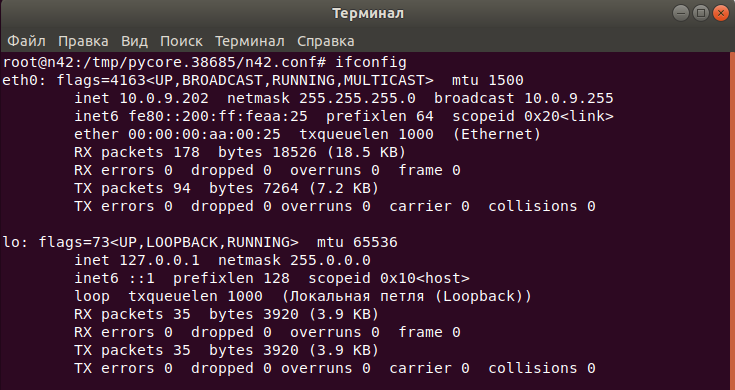 Терминал
Файл Правка Вид Поиск Терминал Справка
root@n42:/tmp/pycore.38685/n42.conf# ifconfig
eth0: flags=4163<UP,BROADCAST,RUNNING,MULTICAST>  mtu 1500
        inet 10.0.9.202  netmask 255.255.255.0  broadcast 10.0.9.255
        inet6 fe80::200:ff:feaa:25  prefixlen 64  scopeid 0x20<link>
        ether 00:00:00:aa:00:25  txqueuelen 1000  (Ethernet)
        RX packets 178  bytes 18526 (18.5 KB)
        RX errors 0  dropped 0  overruns 0  frame 0
        TX packets 94  bytes 7264 (7.2 KB)
        TX errors 0  dropped 0 overruns 0  carrier 0  collisions 0
lo: flags=73<UP,LOOPBACK,RUNNING>  mtu 65536
        inet 127.0.0.1  netmask 255.0.0.0
        inet6 ::1  prefixlen 128  scopeid 0x10<host>
        loop  txqueuelen 1000  (Локальная петля (Loopback))
        RX packets 35  bytes 3920 (3.9 KB)
        RX errors 0  dropped 0  overruns 0  frame 0
        TX packets 35  bytes 3920 (3.9 KB)
        TX errors 0  dropped 0 overruns 0  carrier 0  collisions 0